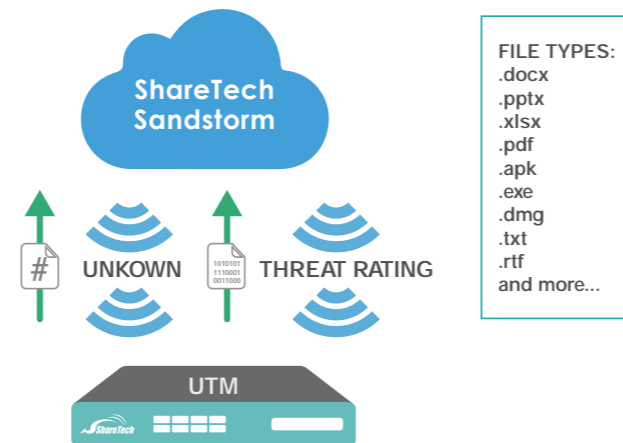 ShareTech
Sandstorm
FILE TYPES:
.docx
.pptx
.xlsx
.pdf
.apk
.exe
.dmg
.txt
.rtf
and more...
#
UNKOWN
1010101
1110001
0011000
THREAT RATING
UTM
ShareTech